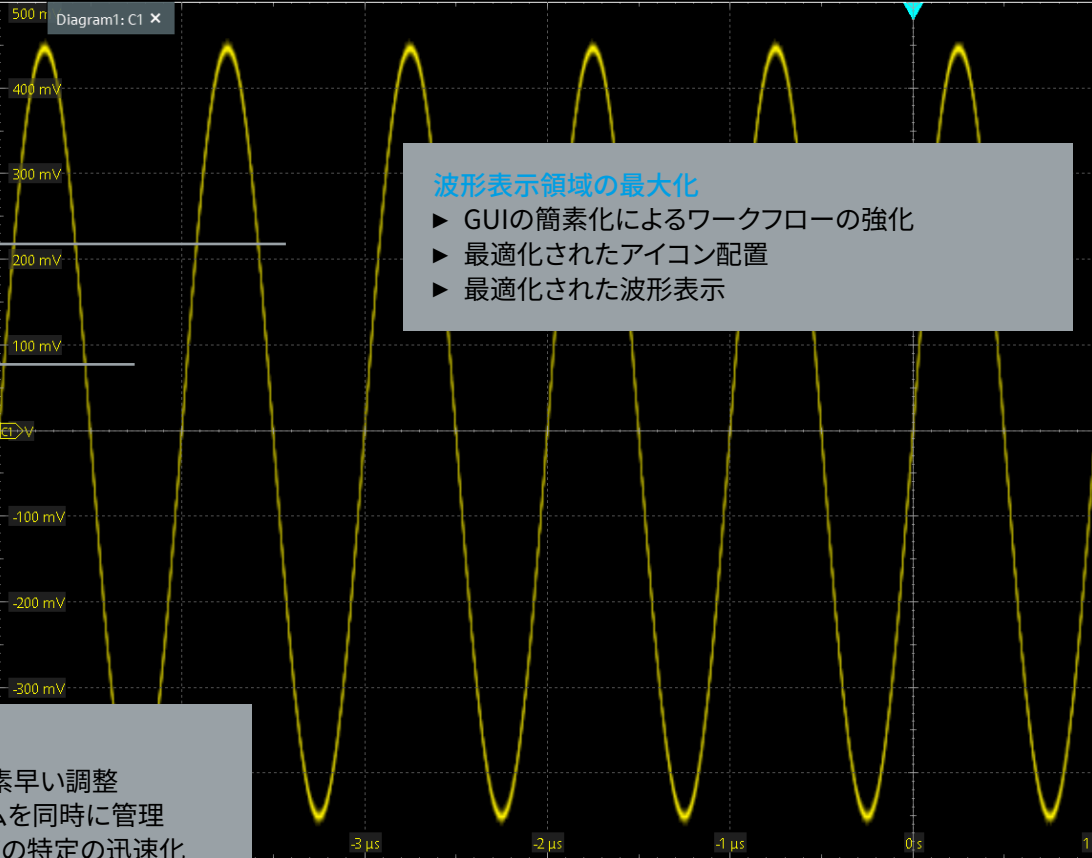 500 m
Diagram1: C1 ×
400 mV
300 mV
波形表示領域の最大化
► GUIの簡素化によるワークフローの強化
► 最適化されたアイコン配置
► 最適化された波形表示
200 mV
100 mV
C1 V
-100 mV
-200 mV
-300 mV
素早い調整
ムを同時に管理
の特定の迅速化
-3 µs
-2 µs
-1 µs
0 s
1